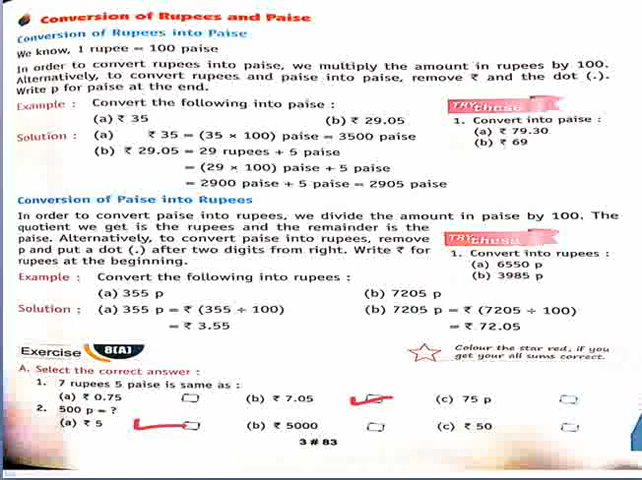 Conversion of Rupees and Paise
Conversion of Rupees into Paise
We know, 1 rupee = 100 paise
In order to convert rupees into paise, we multiply the amount in rupees by 100.
Alternatively, to convert rupees and paise into paise, remove ₹ and the dot (.).
Write p for paise at the end.
Example : Convert the following into paise :
(a) ₹ 35 (b) ₹ 29.05
Solution : (a) ₹ 35 = (35 × 100) paise = 3500 paise
(b) ₹ 29.05 = 29 rupees + 5 paise
= (29 × 100) paise + 5 paise
= 2900 paise + 5 paise = 2905 paise
TRY these
1. Convert into paise :
(a) ₹ 79.30
(b) ₹ 69
Conversion of Paise into Rupees
In order to convert paise into rupees, we divide the amount in paise by 100. The
quotient we get is the rupees and the remainder is the
paise. Alternatively, to convert paise into rupees, remove
p and put a dot (.) after two digits from right. Write ₹ for
rupees at the beginning.
TRY these
1. Convert into rupees :
(a) 6550 p
(b) 3985 p
Example : Convert the following into rupees :
(a) 355 p (b) 7205 p
Solution : (a) 355 p = ₹ (355 ÷ 100) (b) 7205 p = ₹ (7205 ÷ 100)
= ₹ 3.55 = ₹ 72.05
Exercise 8(A)
Colour the star red, if you
get your all sums correct.
A. Select the correct answer :
1. 7 rupees 5 paise is same as :
(a) ₹ 0.75 (b) ₹ 7.05 (c) 75 p
2. 500 p = ?
(a) ₹ 5 (b) ₹ 5000 (c) ₹ 50
3 # 83